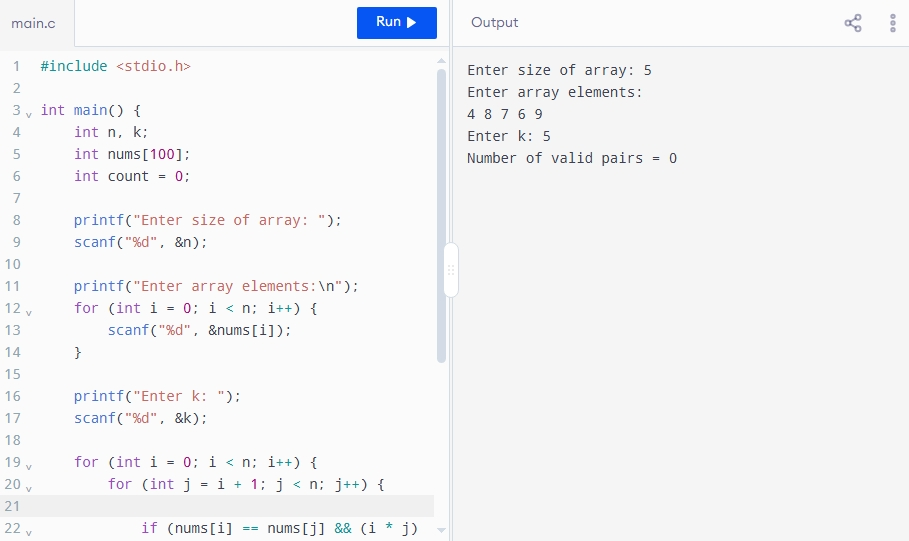 main.c
Run
Output
1 #include <stdio.h>
2
3 int main() {
4 int n, k;
5 int nums[100];
6 int count = 0;
7
8 printf("Enter size of array: ");
9 scanf("%d", &n);
10
11 printf("Enter array elements:\n");
12 for (int i = 0; i < n; i++) {
13 scanf("%d", &nums[i]);
14 }
15
16 printf("Enter k: ");
17 scanf("%d", &k);
18
19 for (int i = 0; i < n; i++) {
20 for (int j = i + 1; j < n; j++) {
21
22 if (nums[i] == nums[j] && (i * j)
Enter size of array: 5
Enter array elements:
4 8 7 6 9
Enter k: 5
Number of valid pairs = 0